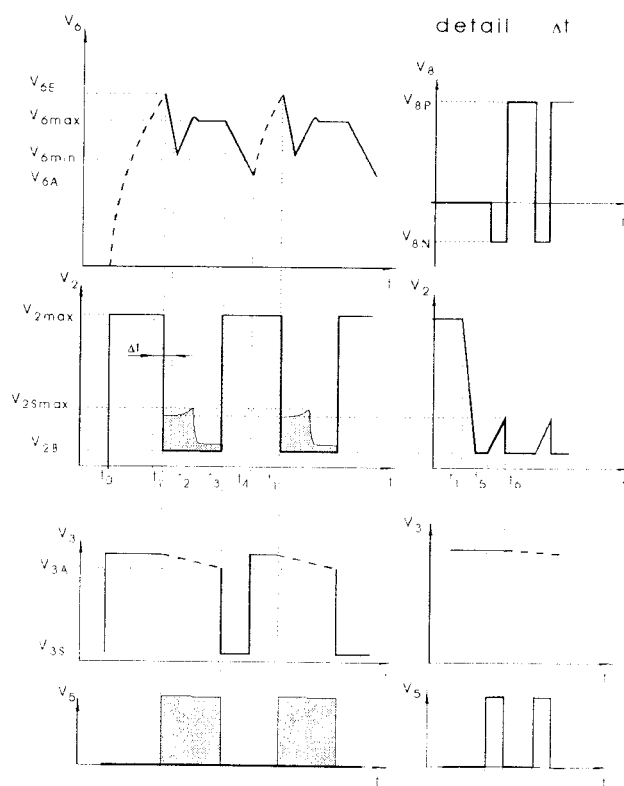 detail Δt
V6
V6E
V6max
V6min
V6A
t
V8
V8P
V8N
t
V2
V2max
Δt
V2Smax
V2B
t0 t1 t2 t3 t4 t1
t
V2
t1 t5 t6
V3
V3A
V3S
t
V3
t
V5
t
V5
t